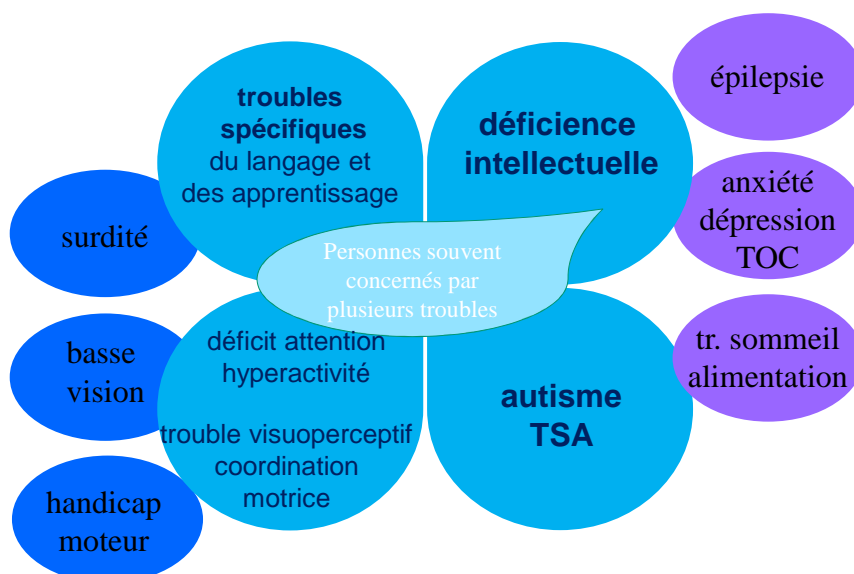 troubles
spécifiques
du langage et
des apprentissage
déficience
intellectuelle
épilepsie
surdité
anxiété
dépression
TOC
Personnes souvent
concernés par
plusieurs troubles
basse
vision
déficit attention
hyperactivité
trouble visuoperceptif
coordination
motrice
autisme
TSA
tr. sommeil
alimentation
handicap
moteur